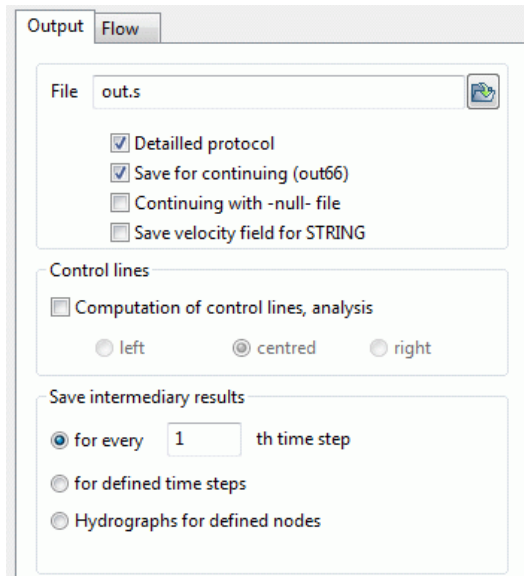 Output Flow
File out.s
Detailled protocol
Save for continuing (out66)
Continuing with -null- file
Save velocity field for STRING
Control lines
Computation of control lines, analysis
left centred right
Save intermediary results
for every 1 th time step
for defined time steps
Hydrographs for defined nodes